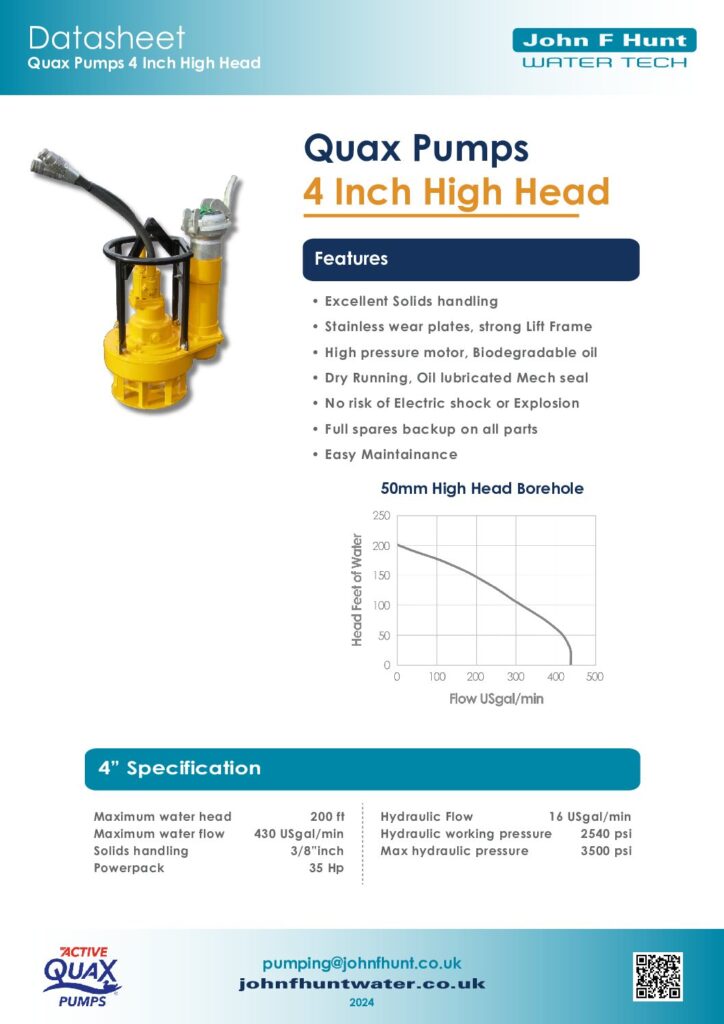 Datasheet
Quax Pumps 4 Inch High Head
John F Hunt
WATER TECH
Quax Pumps
4 Inch High Head
Features
• Excellent Solids handling
• Stainless wear plates, strong Lift Frame
• High pressure motor, Biodegradable oil
• Dry Running, Oil lubricated Mech seal
• No risk of Electric shock or Explosion
• Full spares backup on all parts
• Easy Maintainance
50mm High Head Borehole
Head Feet of Water
250
200
150
100
50
0
0 100 200 300 400 500
Flow USgal/min
4” Specification
Maximum water head 200 ft
Maximum water flow 430 USgal/min
Solids handling 3/8”inch
Powerpack 35 Hp
Hydraulic Flow 16 USgal/min
Hydraulic working pressure 2540 psi
Max hydraulic pressure 3500 psi
ACTIVE
QUAX
PUMPS
pumping@johnfhunt.co.uk
johnfhuntwater.co.uk
2024